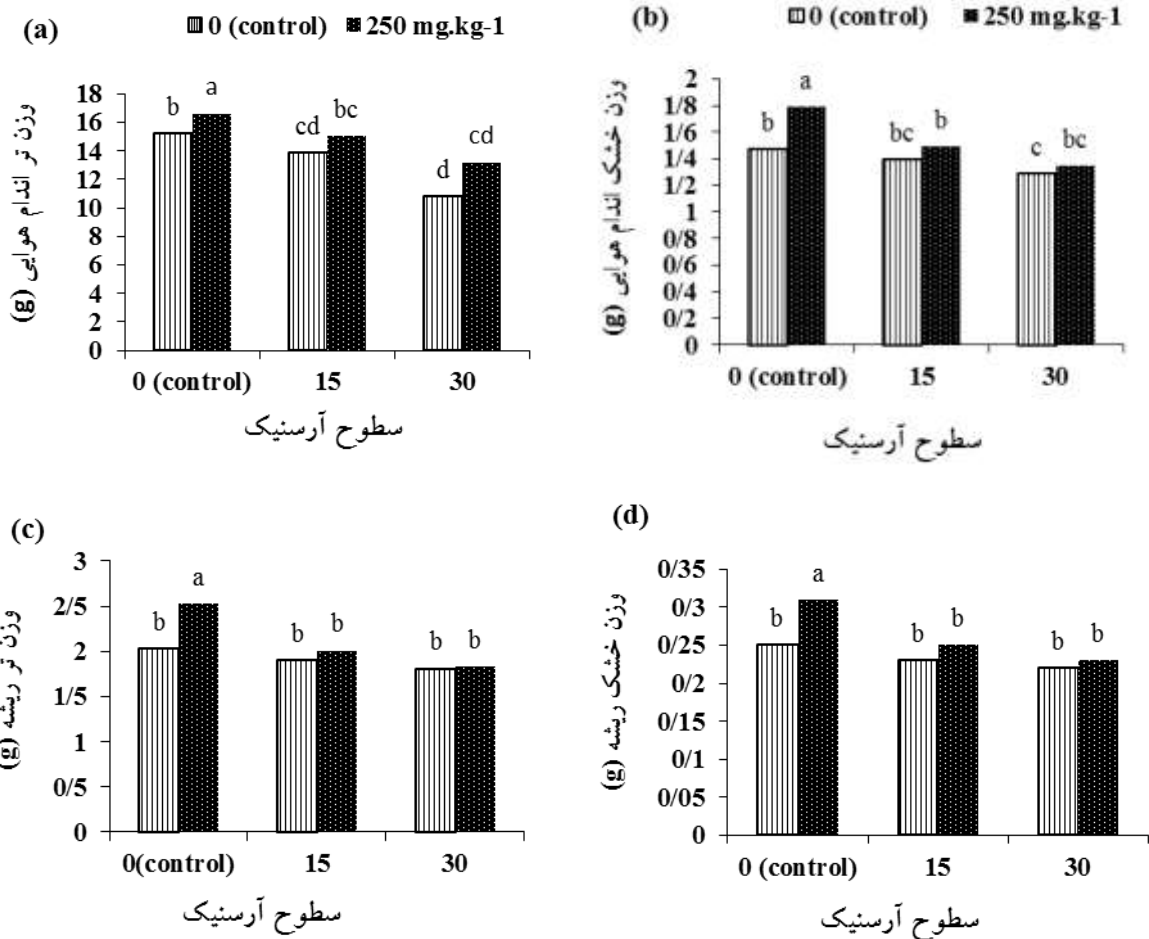 (a)
0 (control) 250 mg.kg-1
وزن تر اندام هوایی (g)
18
16
14
12
10
8
6
4
2
0
b a cd bc d cd
0 (control) 15 30
سطوح آرسنیک
(b)
0 (control) 250 mg.kg-1
وزن خشک اندام هوایی (g)
2
1/8
1/6
1/4
1/2
1
0/8
0/6
0/4
0/2
0
b a bc b c bc
0 (control) 15 30
سطوح آرسنیک
(c)
وزن تر ریشه (g)
3
2/5
2
1/5
1
0/5
0
b a b b b b
0(control) 15 30
سطوح آرسنیک
(d)
وزن خشک ریشه (g)
0/35
0/3
0/25
0/2
0/15
0/1
0/05
0
b a b b b b
0 (control) 15 30
سطوح آرسنیک